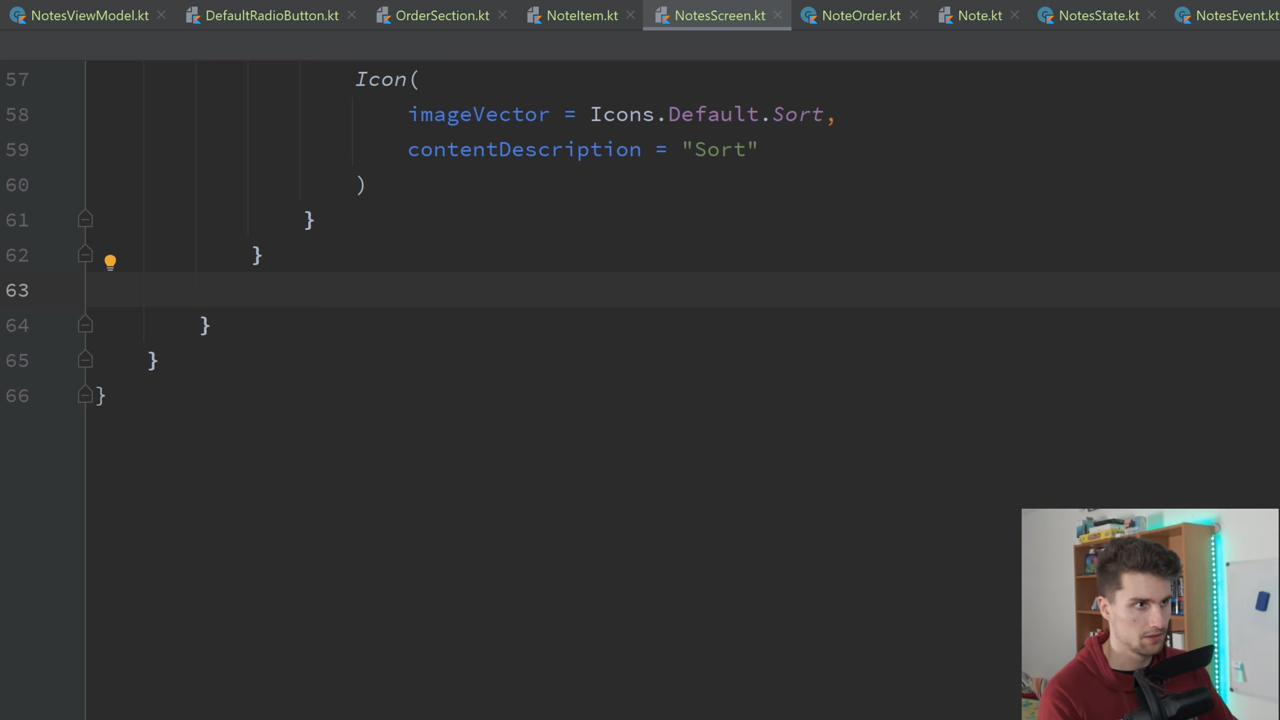 NotesViewModel.kt DefaultRadioButton.kt OrderSection.kt NoteItem.kt NotesScreen.kt NoteOrder.kt Note.kt NotesState.kt NotesEvent.kt
57 Icon(
58 imageVector = Icons.Default.Sort,
59 contentDescription = "Sort"
60 )
61 }
62 }
63
64 }
65 }
66 }